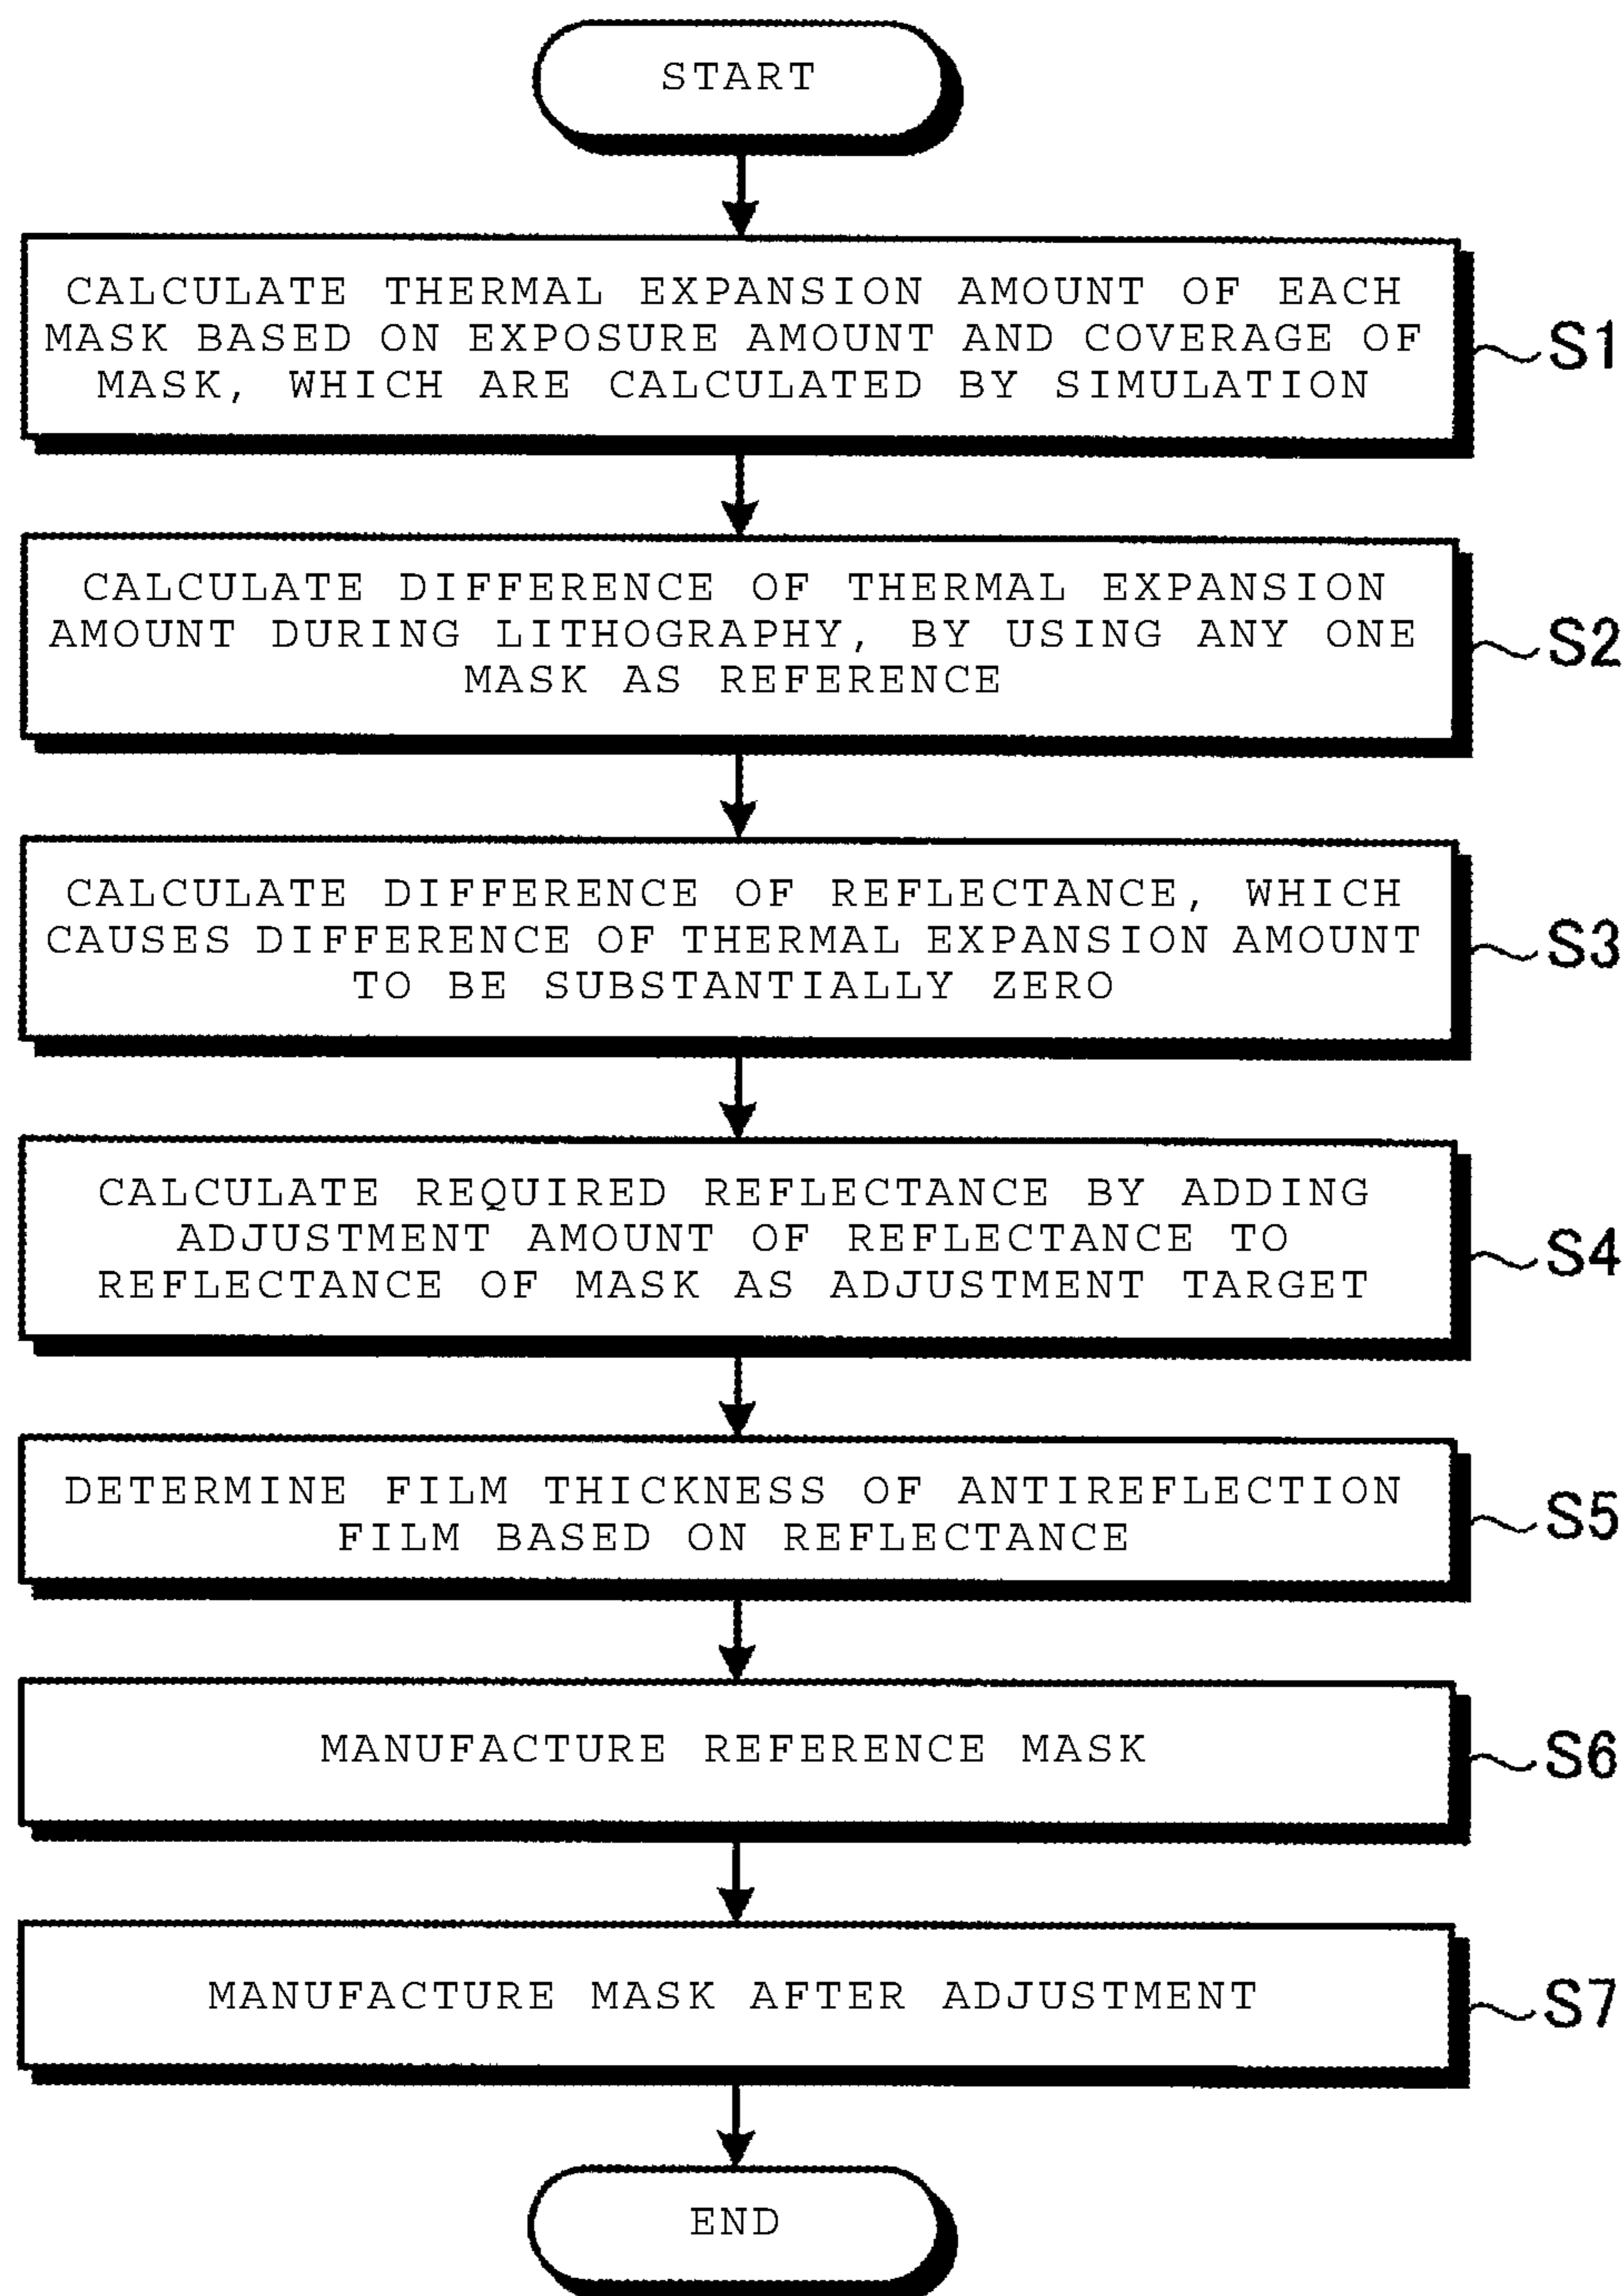 START
CALCULATE THERMAL EXPANSION AMOUNT OF EACH
MASK BASED ON EXPOSURE AMOUNT AND COVERAGE OF
MASK, WHICH ARE CALCULATED BY SIMULATION
S1
CALCULATE DIFFERENCE OF THERMAL EXPANSION
AMOUNT DURING LITHOGRAPHY, BY USING ANY ONE
MASK AS REFERENCE
S2
CALCULATE DIFFERENCE OF REFLECTANCE, WHICH
CAUSES DIFFERENCE OF THERMAL EXPANSION AMOUNT
TO BE SUBSTANTIALLY ZERO
S3
CALCULATE REQUIRED REFLECTANCE BY ADDING
ADJUSTMENT AMOUNT OF REFLECTANCE TO
REFLECTANCE OF MASK AS ADJUSTMENT TARGET
S4
DETERMINE FILM THICKNESS OF ANTIREFLECTION
FILM BASED ON REFLECTANCE
S5
MANUFACTURE REFERENCE MASK
S6
MANUFACTURE MASK AFTER ADJUSTMENT
S7
END